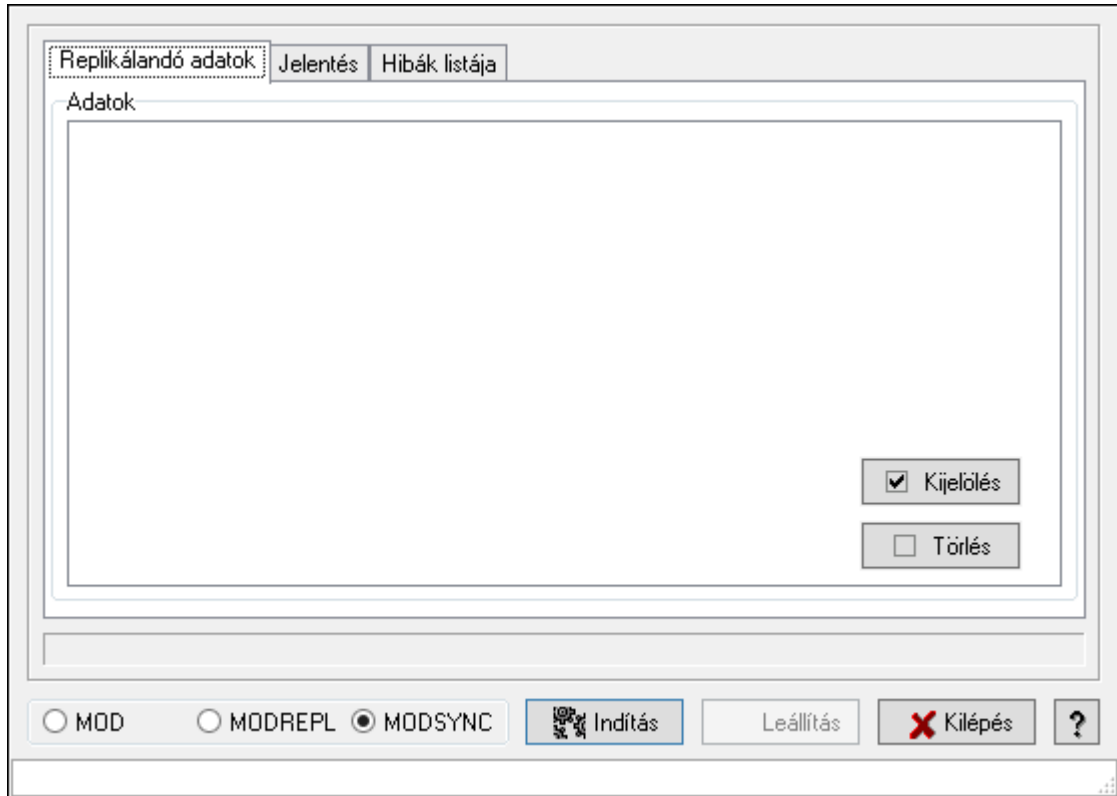 Replikálandó adatok
Jelentés
Hibák listája
Adatok
Kijelölés
Törlés
MOD
MODREPL
MODSYNC
Indítás
Leállítás
Kilépés
?